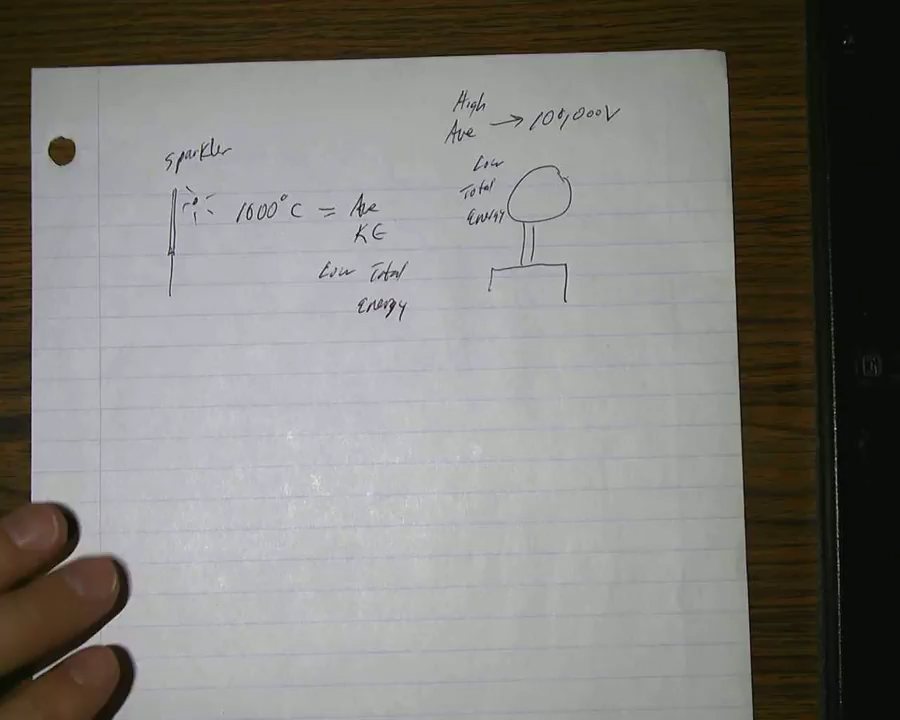 Sparkler
1000° C = Ave
KE
Low Total
Energy
High
Ave → 100,000V
Low
Total
Energy